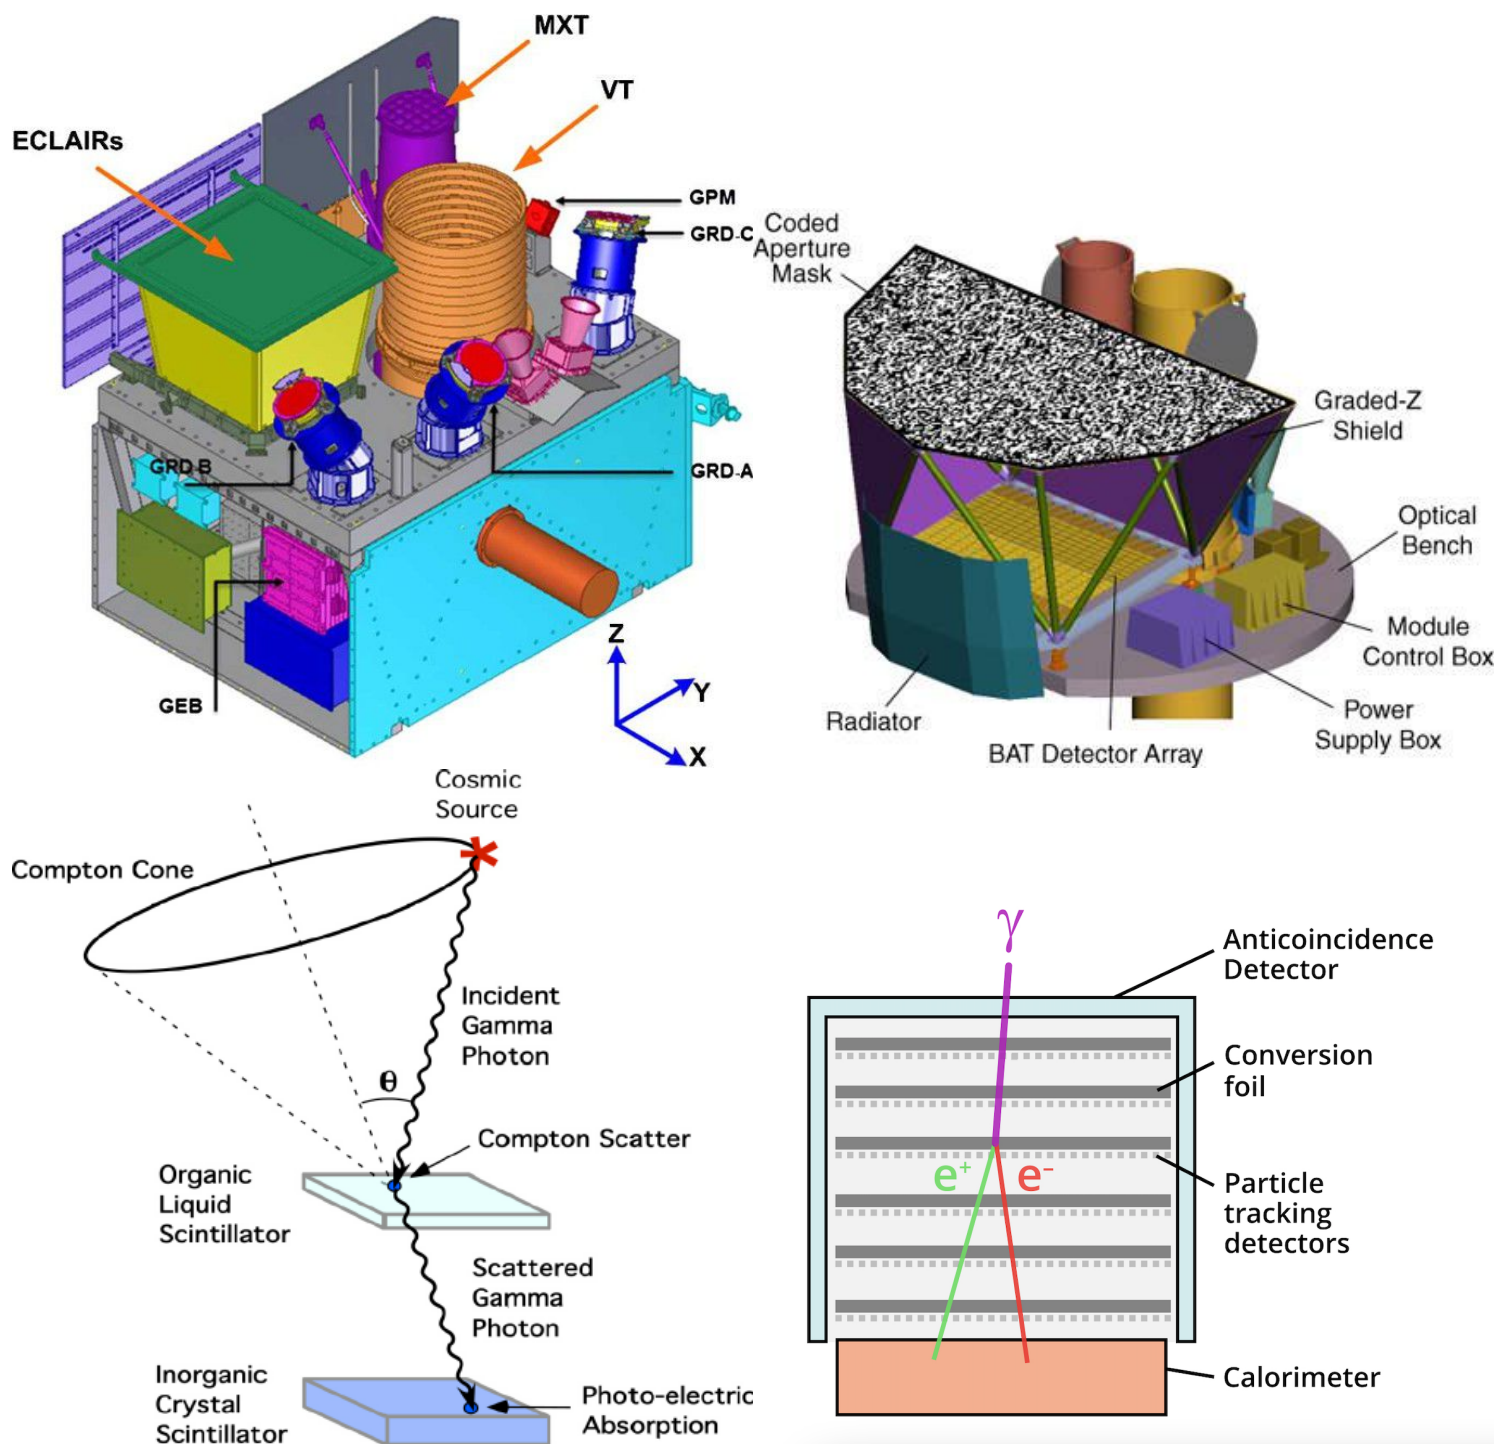 MXT
VT
ECLAIRs
GPM
GRD-C
GRD-B
GRD-A
GEB
Z
Y
X
Coded
Aperture
Mask
Graded-Z
Shield
Optical
Bench
Module
Control Box
Power
Supply Box
Radiator
BAT Detector Array
Cosmic
Source
Compton Cone
Incident
Gamma
Photon
θ
Compton Scatter
Organic
Liquid
Scintillator
Scattered
Gamma
Photon
Inorganic
Crystal
Scintillator
Photo-electric
Absorption
γ
Anticoincidence
Detector
Conversion
foil
e⁺ e⁻
Particle
tracking
detectors
Calorimeter